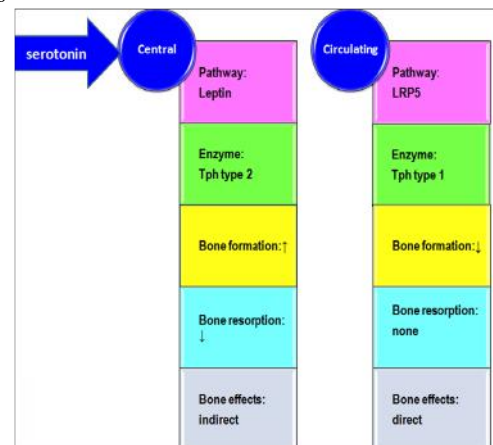 serotonin
Central
Pathway:
Leptin
Enzyme:
Tph type 2
Bone formation:↑
Bone resorption:
↓
Bone effects:
indirect
Circulating
Pathway:
LRP5
Enzyme:
Tph type 1
Bone formation:↓
Bone resorption:
none
Bone effects:
direct